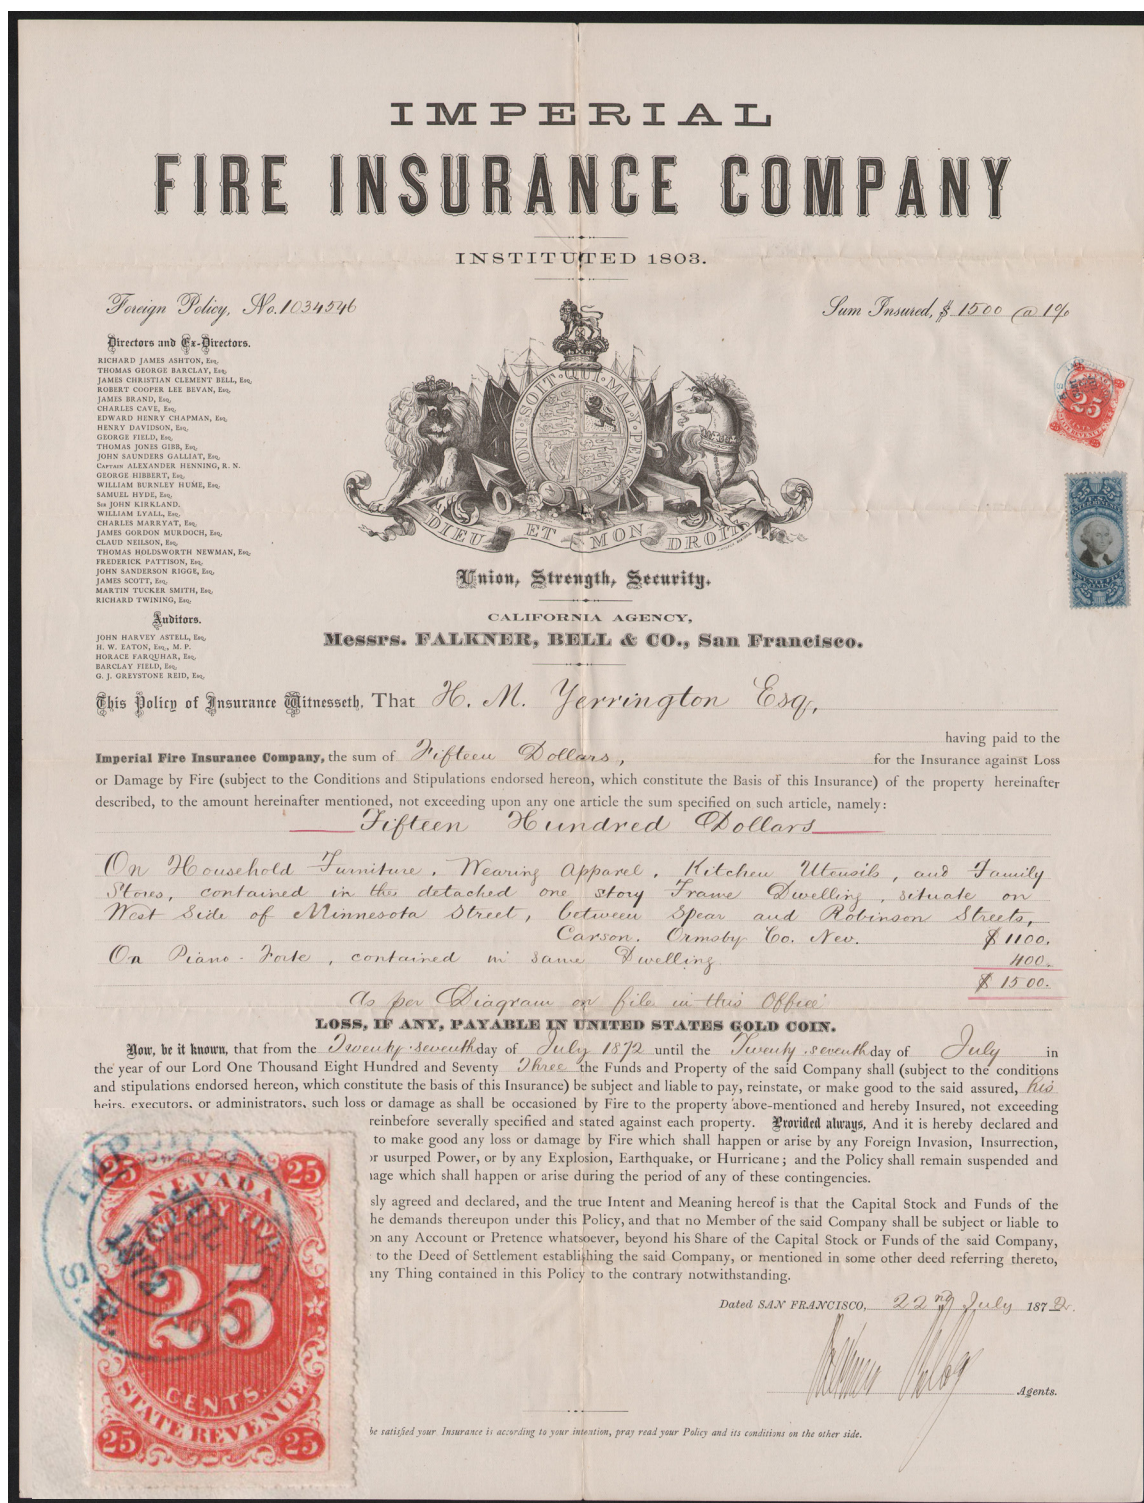 IMPERIAL
FIRE INSURANCE COMPANY
INSTITUTED 1803.
Foreign Policy, No. 1034546
Sum Insured, $ 1500 @ 1%
Directors and Ex-Directors.
RICHARD JAMES ASHTON, Esq.
THOMAS GEORGE BARCLAY, Esq.
JAMES CHRISTIAN CLEMENT BELL, Esq.
ROBERT COOPER LEE BEVAN, Esq.
JAMES BRAND, Esq.
CHARLES CAVE, Esq.
EDWARD HENRY CHAPMAN, Esq.
HENRY DAVIDSON, Esq.
GEORGE FIELD, Esq.
THOMAS JONES GIBB, Esq.
JOHN SAUNDERS GALLIAT, Esq.
Captain ALEXANDER HENNING, R. N.
GEORGE HIBBERT, Esq.
WILLIAM BURNLEY HUME, Esq.
SAMUEL HYDE, Esq.
Sir JOHN KIRKLAND.
WILLIAM LYALL, Esq.
CHARLES MARRYAT, Esq.
JAMES GORDON MURDOCH, Esq.
CLAUD NEILSON, Esq.
THOMAS HOLDSWORTH NEWMAN, Esq.
FREDERICK PATTISON, Esq.
JOHN SANDERSON RIGGE, Esq.
JAMES SCOTT, Esq.
MARTIN TUCKER SMITH, Esq.
RICHARD TWINING, Esq.
Auditors.
JOHN HARVEY ASTELL, Esq.
H. W. EATON, Esq., M. P.
HORACE FARQUHAR, Esq.
BARCLAY FIELD, Esq.
G. J. GREYSTONE REID, Esq.
HONI · SOIT · QUI · MAL · Y · PENSE
DIEU ET MON DROIT
25
Union, Strength, Security.
CALIFORNIA AGENCY,
Messrs. FALKNER, BELL & CO., San Francisco.
This Policy of Insurance Witnesseth, That H. M. Yerrington Esq,
having paid to the
Imperial Fire Insurance Company, the sum of Fifteen Dollars, for the Insurance against Loss
or Damage by Fire (subject to the Conditions and Stipulations endorsed hereon, which constitute the Basis of this Insurance) of the property hereinafter
described, to the amount hereinafter mentioned, not exceeding upon any one article the sum specified on such article, namely:
Fifteen Hundred Dollars
On Household Furniture, Wearing Apparel, Kitchen Utensils, and Family
Stores, contained in the detached one story Frame Dwelling, situate on
West Side of Minnesota Street, between Spear and Robinson Streets,
Carson. Ormsby Co. Nev. $ 1100.
On Piano-Forte, contained in same Dwelling. 400.
$ 1500.
As per Diagram on file in this Office
LOSS, IF ANY, PAYABLE IN UNITED STATES GOLD COIN.
Now, be it known, that from the Twenty seventh day of July 1872 until the Twenty seventh day of July in
the year of our Lord One Thousand Eight Hundred and Seventy Three the Funds and Property of the said Company shall (subject to the conditions
and stipulations endorsed hereon, which constitute the basis of this Insurance) be subject and liable to pay, reinstate, or make good to the said assured, his
heirs, executors, or administrators, such loss or damage as shall be occasioned by Fire to the property above-mentioned and hereby Insured, not exceeding
reinbefore severally specified and stated against each property. Provided always, And it is hereby declared and
to make good any loss or damage by Fire which shall happen or arise by any Foreign Invasion, Insurrection,
or usurped Power, or by any Explosion, Earthquake, or Hurricane; and the Policy shall remain suspended and
mage which shall happen or arise during the period of any of these contingencies.
sly agreed and declared, and the true Intent and Meaning hereof is that the Capital Stock and Funds of the
he demands thereupon under this Policy, and that no Member of the said Company shall be subject or liable to
on any Account or Pretence whatsoever, beyond his Share of the Capital Stock or Funds of the said Company,
to the Deed of Settlement establishing the said Company, or mentioned in some other deed referring thereto,
any Thing contained in this Policy to the contrary notwithstanding.
Dated SAN FRANCISCO, 22nd July 1872.
Agents.
be satisfied your Insurance is according to your intention, pray read your Policy and its conditions on the other side.
25 25
NEVADA
TWENTY FIVE
JUL
1872
25
CENTS.
STATE REVENUE
25 25